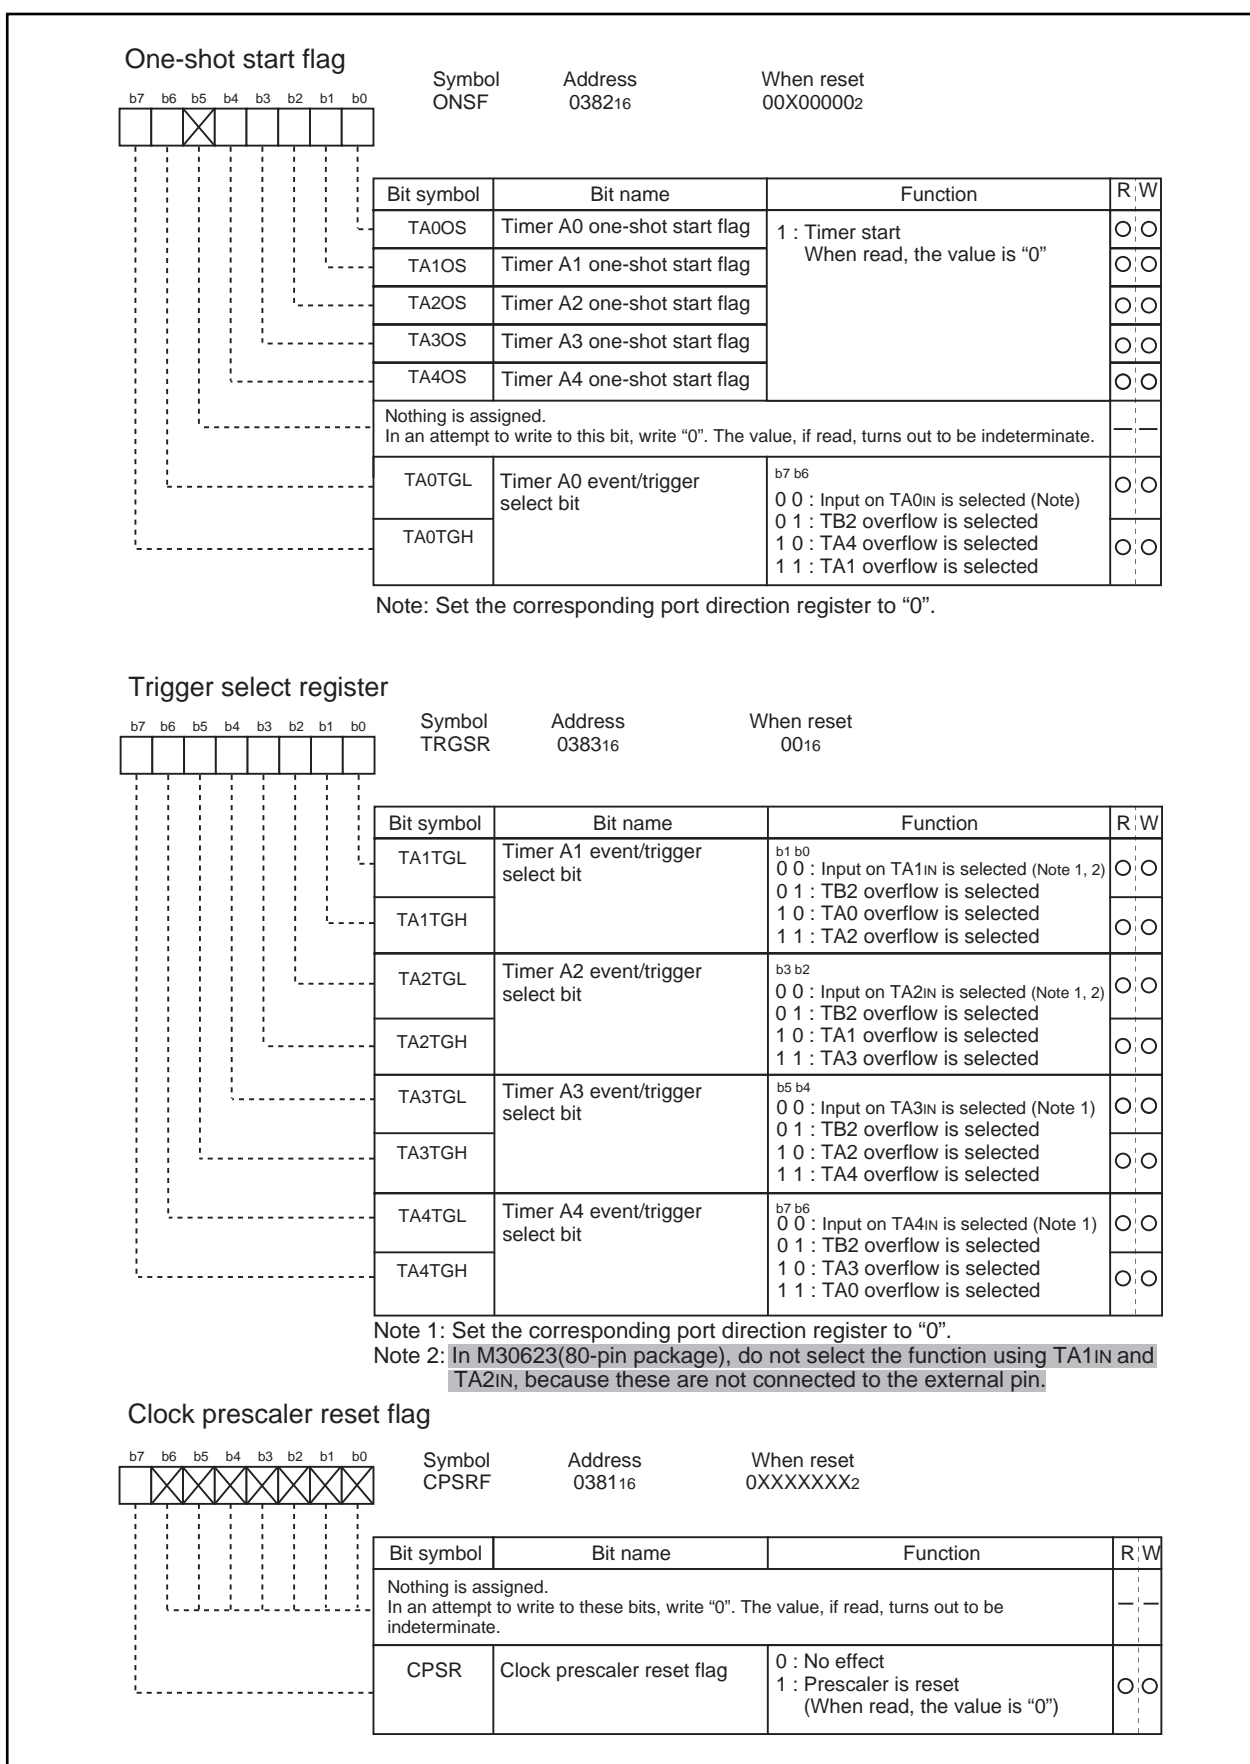 One-shot start flag
Symbol Address When reset
ONSF 038216 00X000002
b7 b6 b5 b4 b3 b2 b1 b0
Bit symbol Bit name Function R W
TA0OS Timer A0 one-shot start flag 1 : Timer start
When read, the value is “0”
TA1OS Timer A1 one-shot start flag
TA2OS Timer A2 one-shot start flag
TA3OS Timer A3 one-shot start flag
TA4OS Timer A4 one-shot start flag
Nothing is assigned.
In an attempt to write to this bit, write “0”. The value, if read, turns out to be indeterminate.
TA0TGL Timer A0 event/trigger
select bit
TA0TGH
b7 b6
0 0 : Input on TA0IN is selected (Note)
0 1 : TB2 overflow is selected
1 0 : TA4 overflow is selected
1 1 : TA1 overflow is selected
Note: Set the corresponding port direction register to “0”.
Trigger select register
Symbol Address When reset
TRGSR 038316 0016
b7 b6 b5 b4 b3 b2 b1 b0
Bit symbol Bit name Function R W
TA1TGL Timer A1 event/trigger
select bit
TA1TGH
b1 b0
0 0 : Input on TA1IN is selected (Note 1, 2)
0 1 : TB2 overflow is selected
1 0 : TA0 overflow is selected
1 1 : TA2 overflow is selected
TA2TGL Timer A2 event/trigger
select bit
TA2TGH
b3 b2
0 0 : Input on TA2IN is selected (Note 1, 2)
0 1 : TB2 overflow is selected
1 0 : TA1 overflow is selected
1 1 : TA3 overflow is selected
TA3TGL Timer A3 event/trigger
select bit
TA3TGH
b5 b4
0 0 : Input on TA3IN is selected (Note 1)
0 1 : TB2 overflow is selected
1 0 : TA2 overflow is selected
1 1 : TA4 overflow is selected
TA4TGL Timer A4 event/trigger
select bit
TA4TGH
b7 b6
0 0 : Input on TA4IN is selected (Note 1)
0 1 : TB2 overflow is selected
1 0 : TA3 overflow is selected
1 1 : TA0 overflow is selected
Note 1: Set the corresponding port direction register to “0”.
Note 2: In M30623(80-pin package), do not select the function using TA1IN and
TA2IN, because these are not connected to the external pin.
Clock prescaler reset flag
Symbol Address When reset
CPSRF 038116 0XXXXXXX2
b7 b6 b5 b4 b3 b2 b1 b0
Bit symbol Bit name Function R W
Nothing is assigned.
In an attempt to write to these bits, write “0”. The value, if read, turns out to be
indeterminate.
CPSR Clock prescaler reset flag 0 : No effect
1 : Prescaler is reset
(When read, the value is “0”)